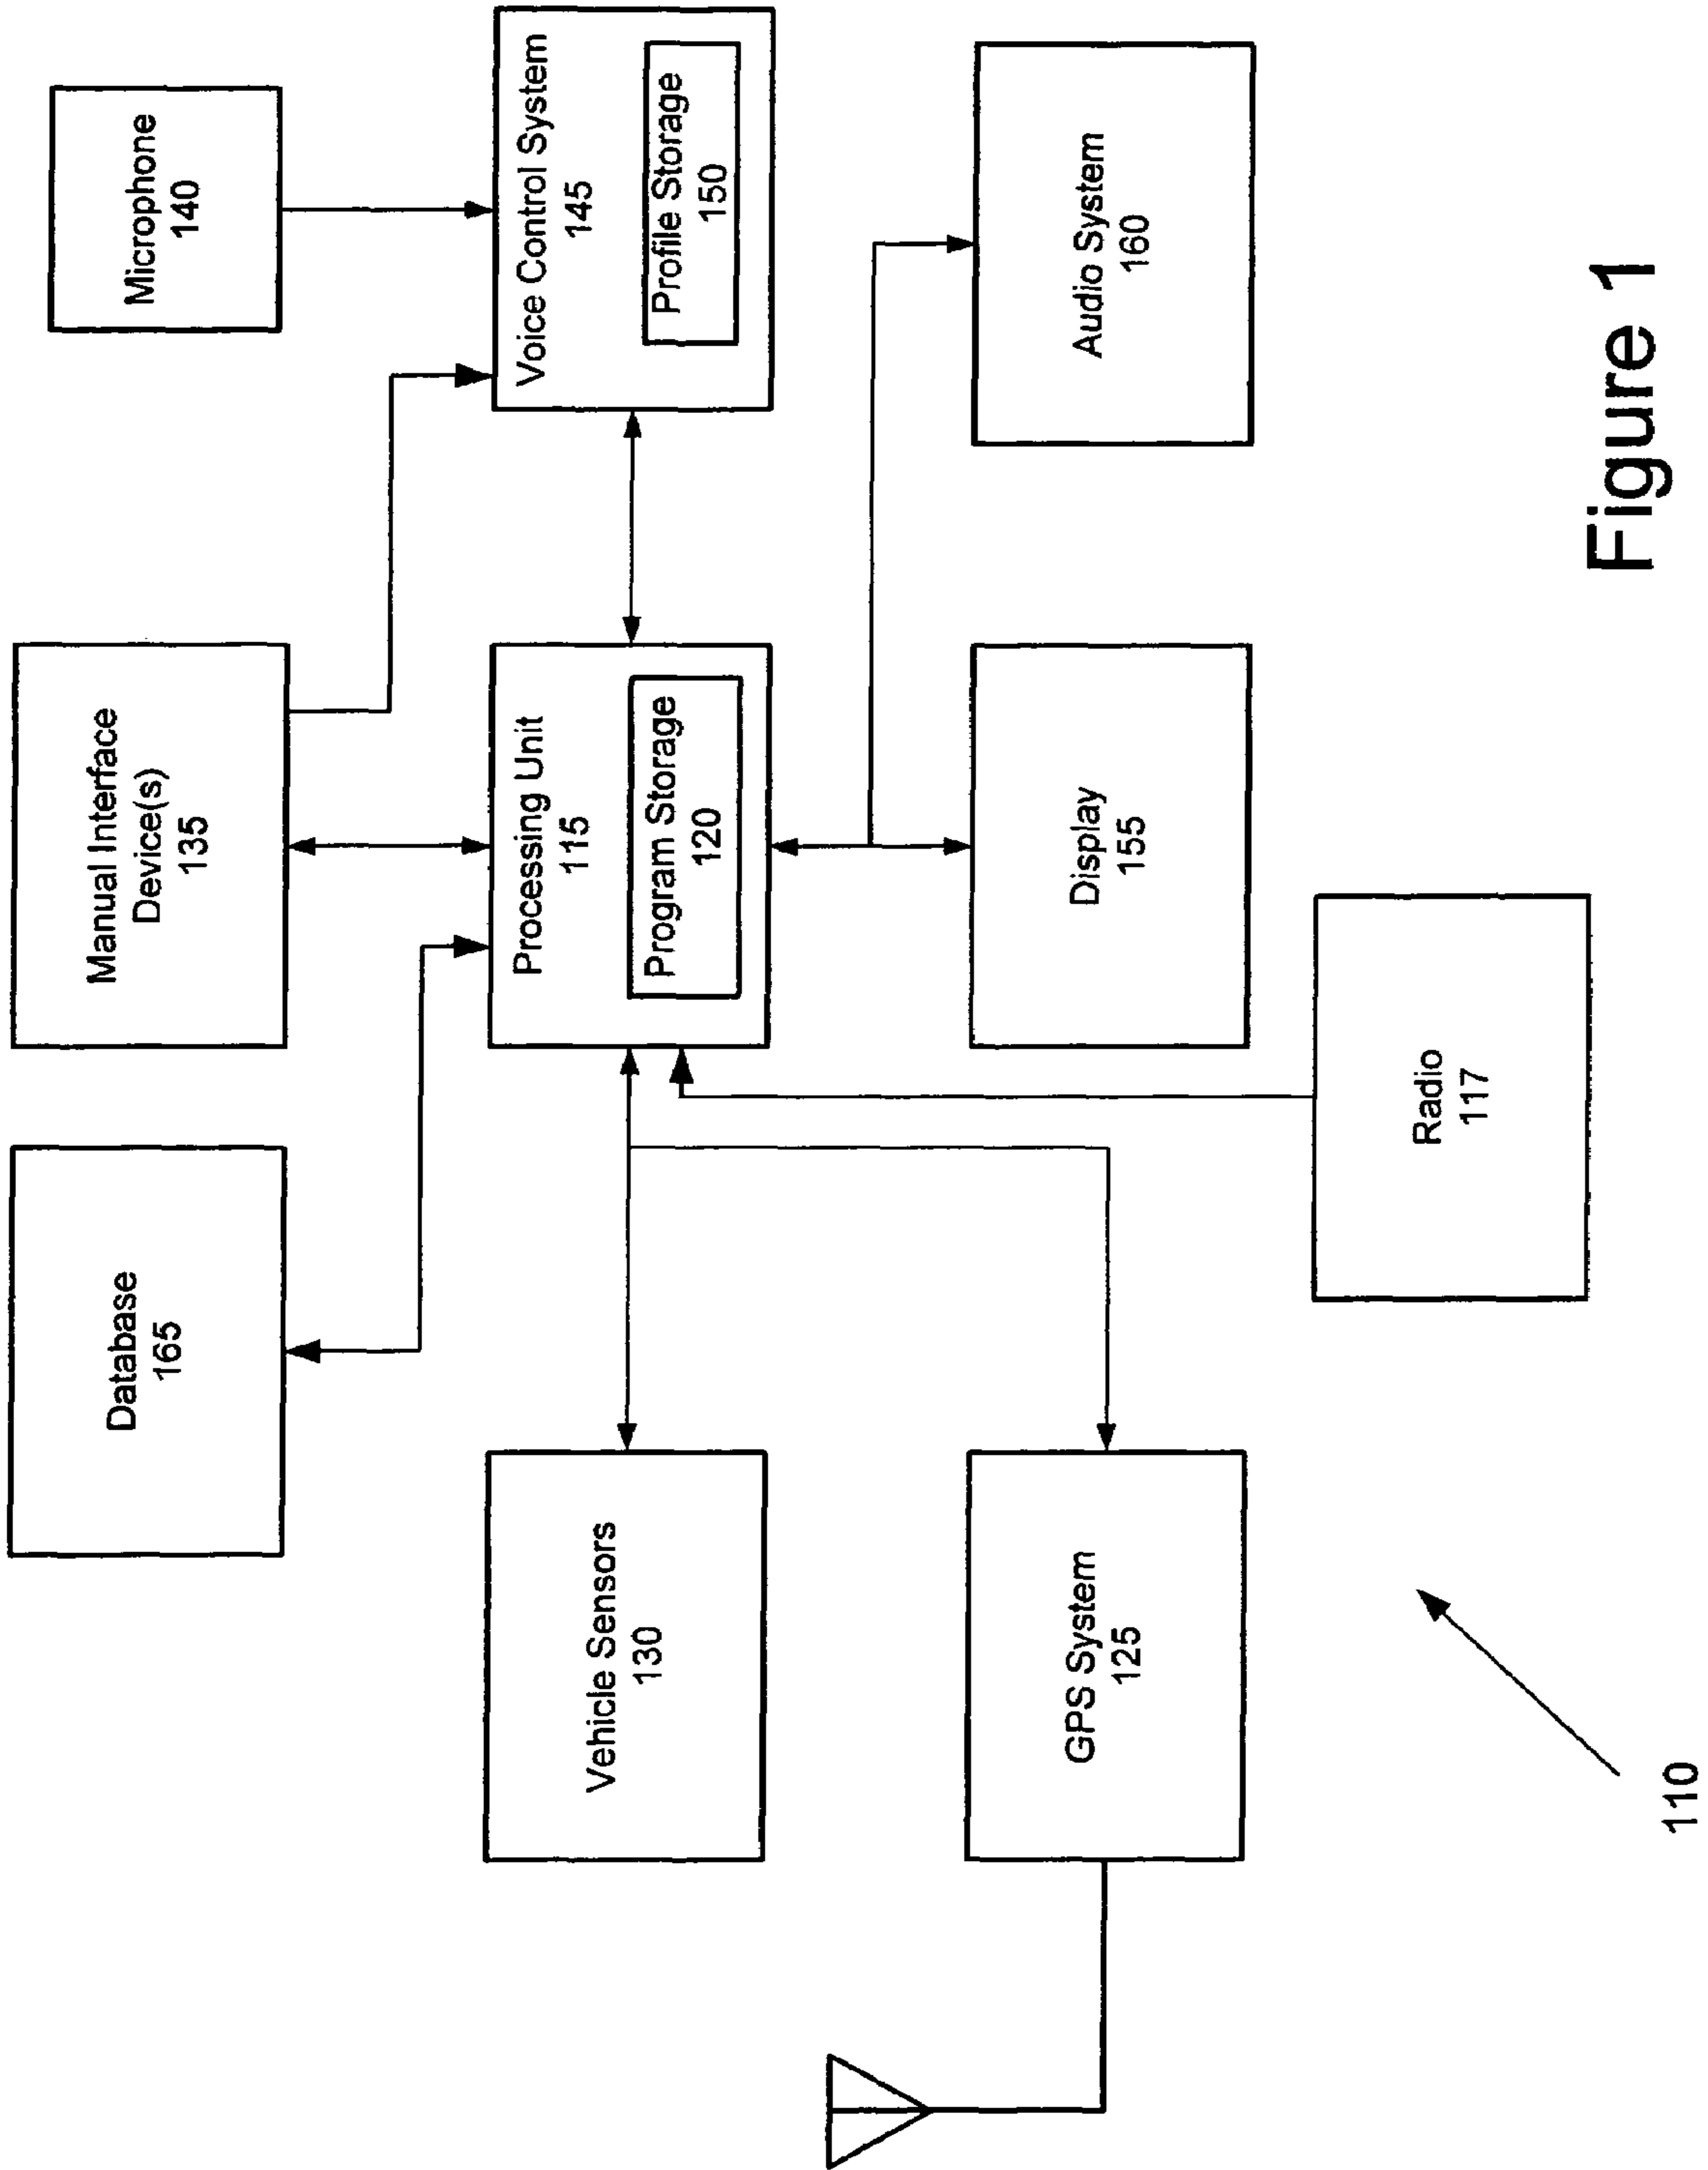 Database
165
Manual Interface
Device(s)
135
Microphone
140
Vehicle Sensors
130
Processing Unit
115
Program Storage
120
Voice Control System
145
Profile Storage
150
GPS System
125
Display
155
Audio System
160
Radio
117
110
Figure 1